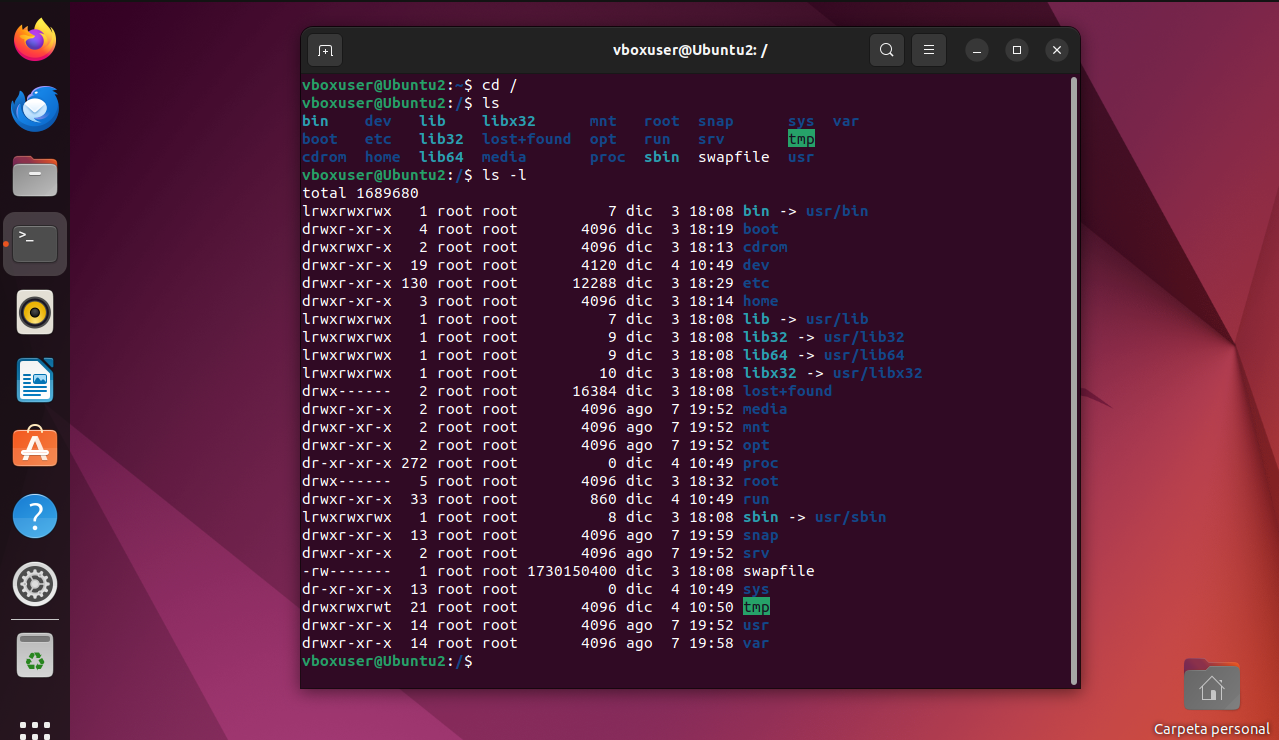 vboxuser@Ubuntu2: /
vboxuser@Ubuntu2:~$ cd /
vboxuser@Ubuntu2:/$ ls
bin    dev   lib    libx32      mnt   root  snap      sys  var
boot   etc   lib32  lost+found  opt   run   srv       tmp
cdrom  home  lib64  media       proc  sbin  swapfile  usr
vboxuser@Ubuntu2:/$ ls -l
total 1689680
lrwxrwxrwx   1 root root          7 dic  3 18:08 bin -> usr/bin
drwxr-xr-x   4 root root       4096 dic  3 18:19 boot
drwxrwxr-x   2 root root       4096 dic  3 18:13 cdrom
drwxr-xr-x  19 root root       4120 dic  4 10:49 dev
drwxr-xr-x 130 root root      12288 dic  3 18:29 etc
drwxr-xr-x   3 root root       4096 dic  3 18:14 home
lrwxrwxrwx   1 root root          7 dic  3 18:08 lib -> usr/lib
lrwxrwxrwx   1 root root          9 dic  3 18:08 lib32 -> usr/lib32
lrwxrwxrwx   1 root root          9 dic  3 18:08 lib64 -> usr/lib64
lrwxrwxrwx   1 root root         10 dic  3 18:08 libx32 -> usr/libx32
drwx------   2 root root      16384 dic  3 18:08 lost+found
drwxr-xr-x   2 root root       4096 ago  7 19:52 media
drwxr-xr-x   2 root root       4096 ago  7 19:52 mnt
drwxr-xr-x   2 root root       4096 ago  7 19:52 opt
dr-xr-xr-x 272 root root          0 dic  4 10:49 proc
drwx------   5 root root       4096 dic  3 18:32 root
drwxr-xr-x  33 root root        860 dic  4 10:49 run
lrwxrwxrwx   1 root root          8 dic  3 18:08 sbin -> usr/sbin
drwxr-xr-x  13 root root       4096 ago  7 19:59 snap
drwxr-xr-x   2 root root       4096 ago  7 19:52 srv
-rw-------   1 root root 1730150400 dic  3 18:08 swapfile
dr-xr-xr-x  13 root root          0 dic  4 10:49 sys
drwxrwxrwt  21 root root       4096 dic  4 10:50 tmp
drwxr-xr-x  14 root root       4096 ago  7 19:52 usr
drwxr-xr-x  14 root root       4096 ago  7 19:58 var
vboxuser@Ubuntu2:/$
Carpeta personal